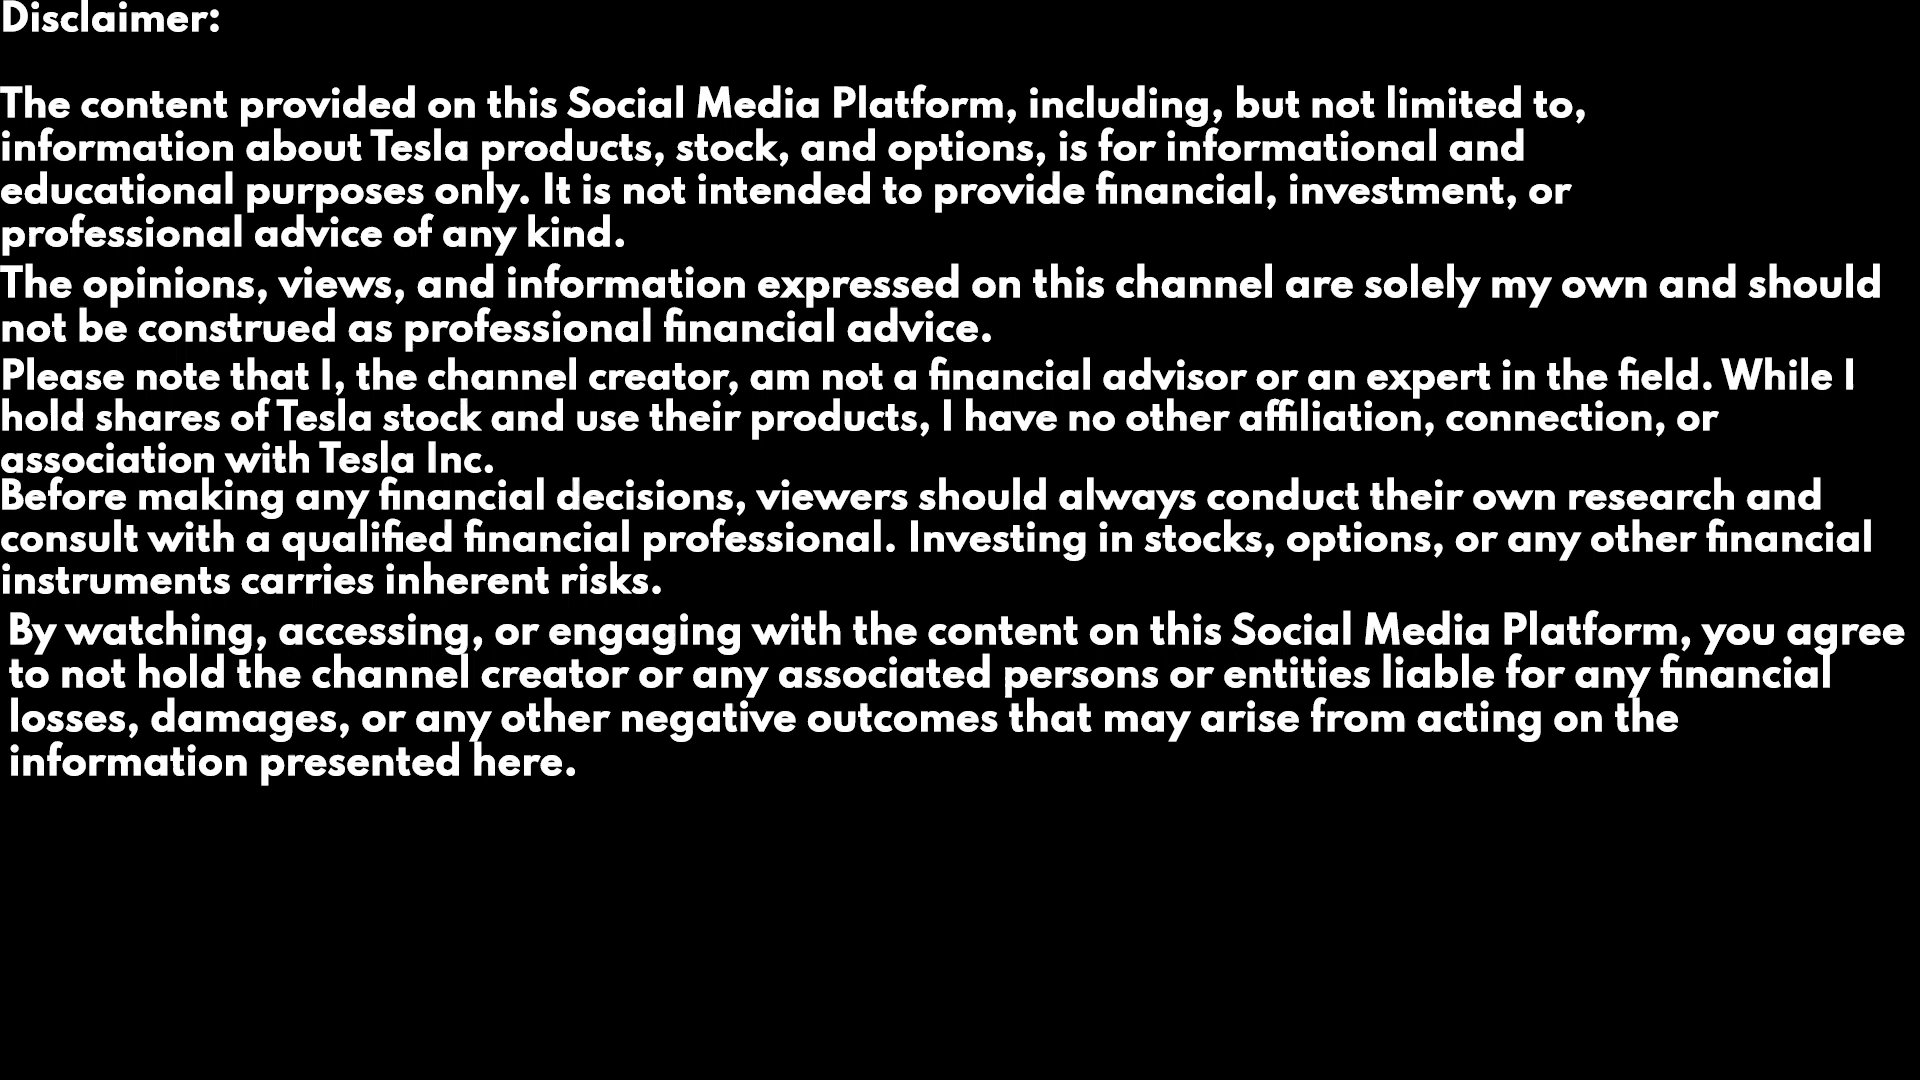 Disclaimer:
The content provided on this Social Media Platform, including, but not limited to,
information about Tesla products, stock, and options, is for informational and
educational purposes only. It is not intended to provide financial, investment, or
professional advice of any kind.
The opinions, views, and information expressed on this channel are solely my own and should
not be construed as professional financial advice.
Please note that I, the channel creator, am not a financial advisor or an expert in the field. While I
hold shares of Tesla stock and use their products, I have no other affiliation, connection, or
association with Tesla Inc.
Before making any financial decisions, viewers should always conduct their own research and
consult with a qualified financial professional. Investing in stocks, options, or any other financial
instruments carries inherent risks.
By watching, accessing, or engaging with the content on this Social Media Platform, you agree
to not hold the channel creator or any associated persons or entities liable for any financial
losses, damages, or any other negative outcomes that may arise from acting on the
information presented here.